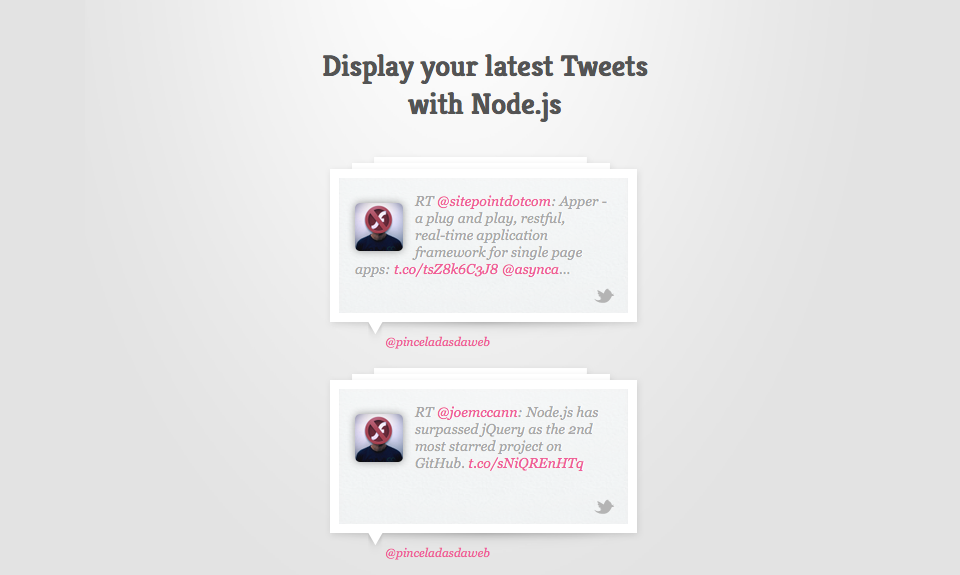 Display your latest Tweets
with Node.js
RT @sitepointdotcom: Apper -
a plug and play, restful,
real-time application
framework for single page
apps: t.co/tsZ8k6C3J8 @asynca...
@pinceladasdaweb
RT @joemccann: Node.js has
surpassed jQuery as the 2nd
most starred project on
GitHub. t.co/sNiQREnHTq
@pinceladasdaweb